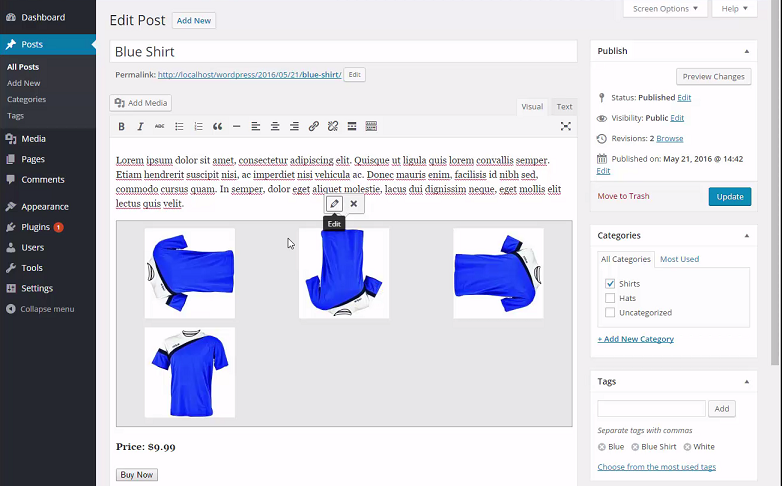 Dashboard
Posts
All Posts
Add New
Categories
Tags
Media
Pages
Comments
Appearance
Plugins 1
Users
Tools
Settings
Collapse menu
Screen Options
Help
Edit Post Add New
Blue Shirt
Permalink: http://localhost/wordpress/2016/05/21/blue-shirt/ Edit
Add Media
Visual Text
B I ABC
Lorem ipsum dolor sit amet, consectetur adipiscing elit. Quisque ut ligula quis lorem convallis semper.
Etiam hendrerit suscipit nisi, ac imperdiet nisi vehicula ac. Donec mauris enim, facilisis id nibh sed,
commodo cursus quam. In semper, dolor eget aliquet molestie, lacus dui dignissim neque, eget mollis elit
lectus quis velit.
Edit
Price: $9.99
Buy Now
Publish
Preview Changes
Status: Published Edit
Visibility: Public Edit
Revisions: 2 Browse
Published on: May 21, 2016 @ 14:42
Edit
Move to Trash
Update
Categories
All Categories Most Used
Shirts
Hats
Uncategorized
+ Add New Category
Tags
Add
Separate tags with commas
Blue Blue Shirt White
Choose from the most used tags